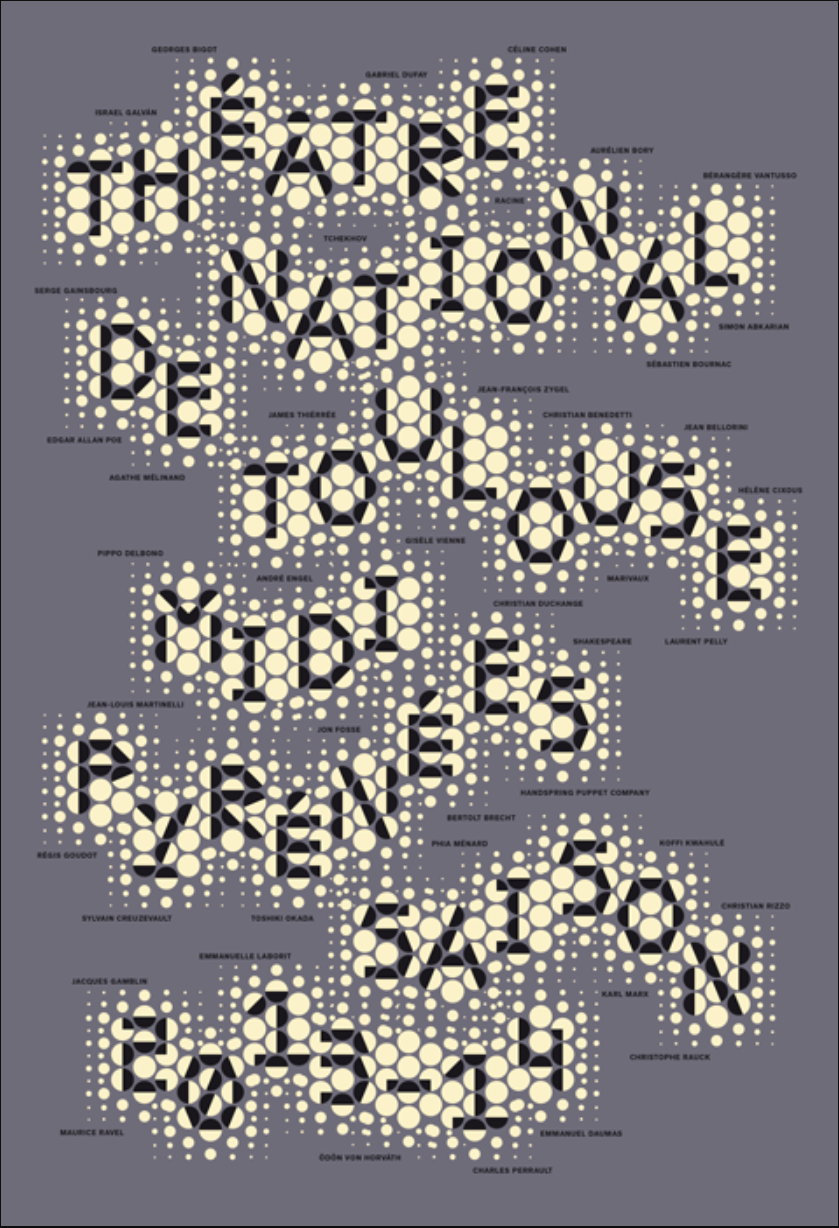 GEORGES BIGOT
CÉLINE COHEN
GABRIEL DUFAY
ISRAEL GALVÁN
THÉATRE
AURÉLIEN BORY
BÉRANGÈRE VANTUSSO
RACINE
TCHEKHOV
NATIONAL
SERGE GAINSBOURG
SIMON ABKARIAN
SÉBASTIEN BOURNAC
DE
JEAN-FRANÇOIS ZYGEL
JAMES THIÉRRÉE
CHRISTIAN BENEDETTI
JEAN BELLORINI
EDGAR ALLAN POE
AGATHE MÉLINAND
TOULOUSE
HÉLÈNE CIXOUS
GISÈLE VIENNE
PIPPO DELBONO
ANDRÉ ENGEL
MARIVAUX
CHRISTIAN DUCHANGE
MIDI
SHAKESPEARE
LAURENT PELLY
JEAN-LOUIS MARTINELLI
JON FOSSE
PYRÉNÉES
HANDSPRING PUPPET COMPANY
BERTOLT BRECHT
PHIA MÉNARD
KOFFI KWAHULÉ
RÉGIS GOUDOT
CHRISTIAN RIZZO
SYLVAIN CREUZEVAULT
TOSHIKI OKADA
SAISON
EMMANUELLE LABORIT
JACQUES GAMBLIN
KARL MARX
CHRISTOPHE RAUCK
2013-14
MAURICE RAVEL
EMMANUEL DAUMAS
ÖDÖN VON HORVÁTH
CHARLES PERRAULT